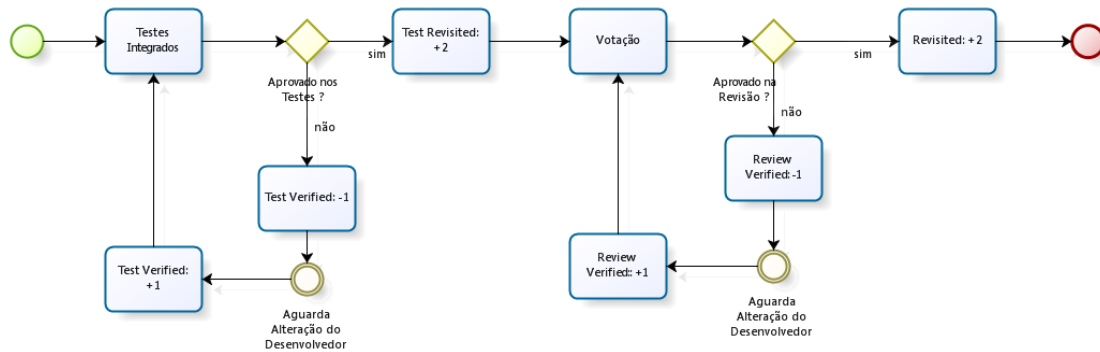 Testes
Integrados
Aprovado nos
Testes ?
sim
não
Test Revisited:
+2
Test Verified: -1
Aguarda
Alteração do
Desenvolvedor
Test Verified:
+1
Votação
Aprovado na
Revisão ?
sim
não
Revisited: +2
Review
Verified:-1
Aguarda
Alteração do
Desenvolvedor
Review
Verified: +1